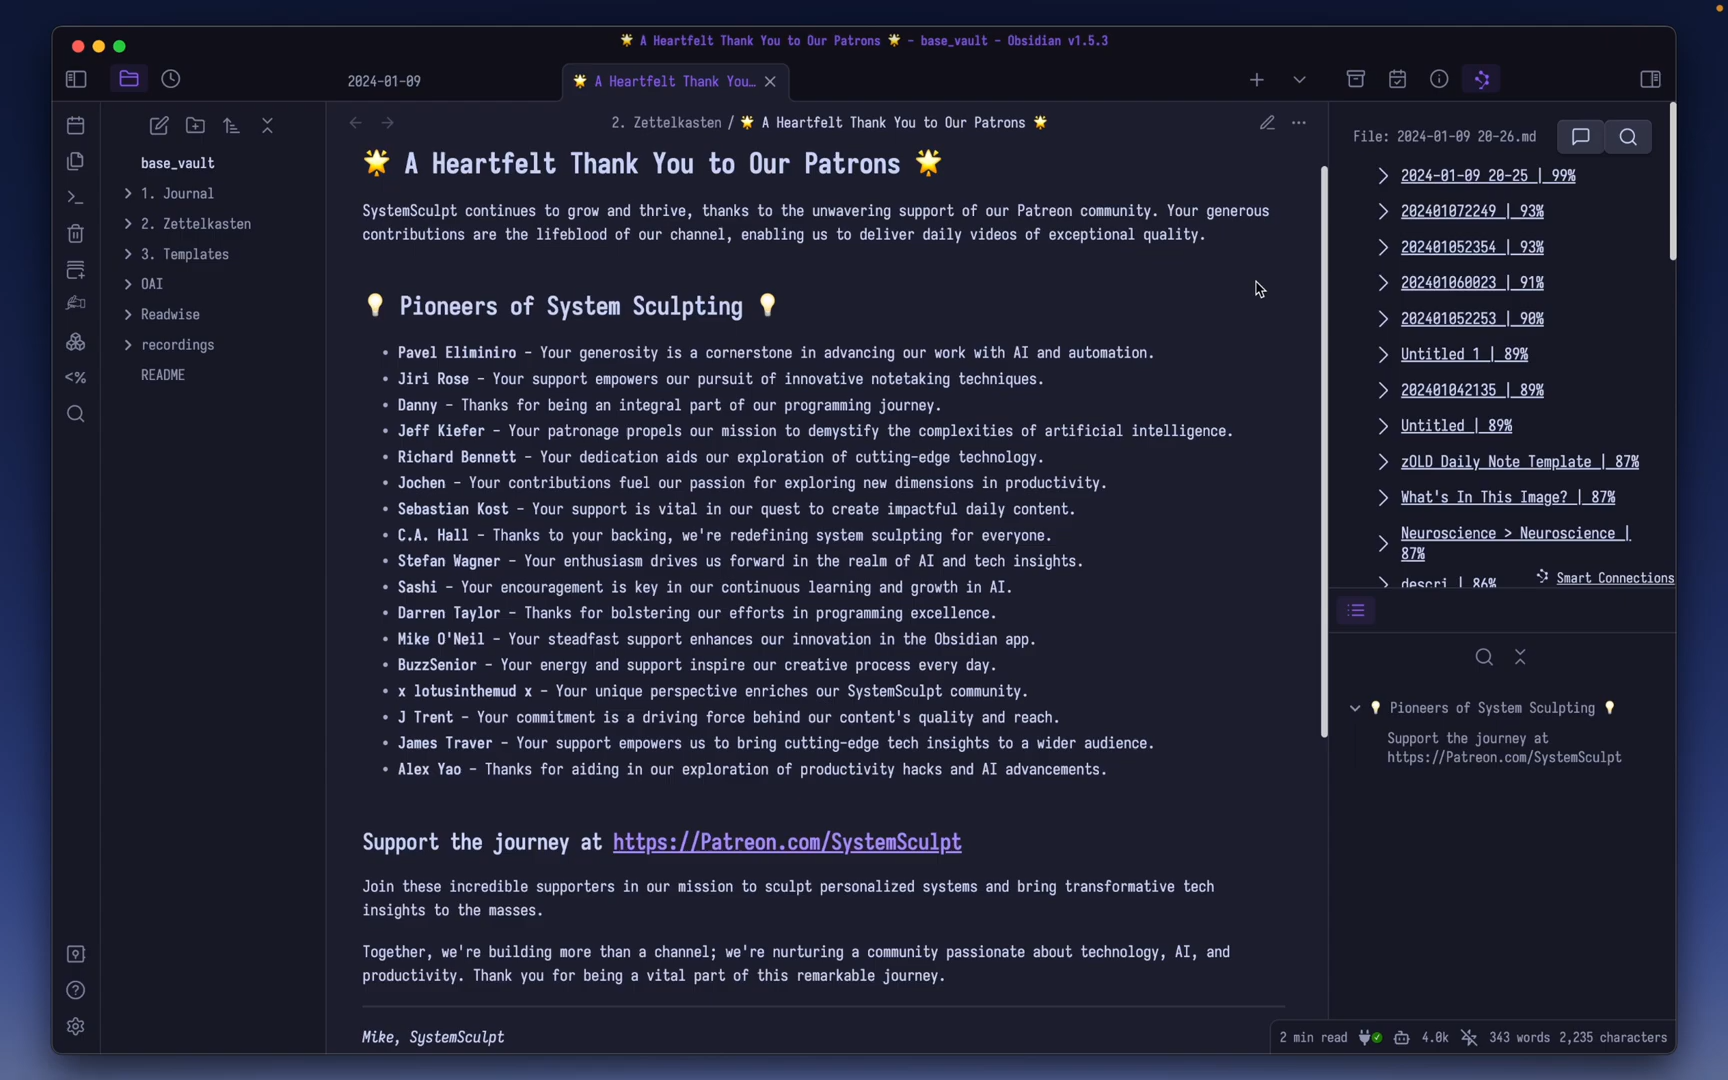 🌟 A Heartfelt Thank You to Our Patrons 🌟 - base_vault - Obsidian v1.5.3
2024-01-09
🌟 A Heartfelt Thank You…
base_vault
1. Journal
2. Zettelkasten
3. Templates
OAI
Readwise
recordings
README
<%
2. Zettelkasten / 🌟 A Heartfelt Thank You to Our Patrons 🌟
🌟 A Heartfelt Thank You to Our Patrons 🌟
SystemSculpt continues to grow and thrive, thanks to the unwavering support of our Patreon community. Your generous
contributions are the lifeblood of our channel, enabling us to deliver daily videos of exceptional quality.
💡 Pioneers of System Sculpting 💡
• Pavel Eliminiro - Your generosity is a cornerstone in advancing our work with AI and automation.
• Jiri Rose - Your support empowers our pursuit of innovative notetaking techniques.
• Danny - Thanks for being an integral part of our programming journey.
• Jeff Kiefer - Your patronage propels our mission to demystify the complexities of artificial intelligence.
• Richard Bennett - Your dedication aids our exploration of cutting-edge technology.
• Jochen - Your contributions fuel our passion for exploring new dimensions in productivity.
• Sebastian Kost - Your support is vital in our quest to create impactful daily content.
• C.A. Hall - Thanks to your backing, we're redefining system sculpting for everyone.
• Stefan Wagner - Your enthusiasm drives us forward in the realm of AI and tech insights.
• Sashi - Your encouragement is key in our continuous learning and growth in AI.
• Darren Taylor - Thanks for bolstering our efforts in programming excellence.
• Mike O'Neil - Your steadfast support enhances our innovation in the Obsidian app.
• BuzzSenior - Your energy and support inspire our creative process every day.
• x lotusinthemud x - Your unique perspective enriches our SystemSculpt community.
• J Trent - Your commitment is a driving force behind our content's quality and reach.
• James Traver - Your support empowers us to bring cutting-edge tech insights to a wider audience.
• Alex Yao - Thanks for aiding in our exploration of productivity hacks and AI advancements.
Support the journey at https://Patreon.com/SystemSculpt
Join these incredible supporters in our mission to sculpt personalized systems and bring transformative tech
insights to the masses.
Together, we're building more than a channel; we're nurturing a community passionate about technology, AI, and
productivity. Thank you for being a vital part of this remarkable journey.
Mike, SystemSculpt
File: 2024-01-09 20-26.md
2024-01-09 20-25 | 99%
202401072249 | 93%
202401052354 | 93%
202401060023 | 91%
202401052253 | 90%
Untitled 1 | 89%
202401042135 | 89%
Untitled | 89%
zOLD Daily Note Template | 87%
What's In This Image? | 87%
Neuroscience > Neuroscience |
87%
descri | 86%
Smart Connections
💡 Pioneers of System Sculpting 💡
Support the journey at
https://Patreon.com/SystemSculpt
2 min read 4.0k 343 words 2,235 characters